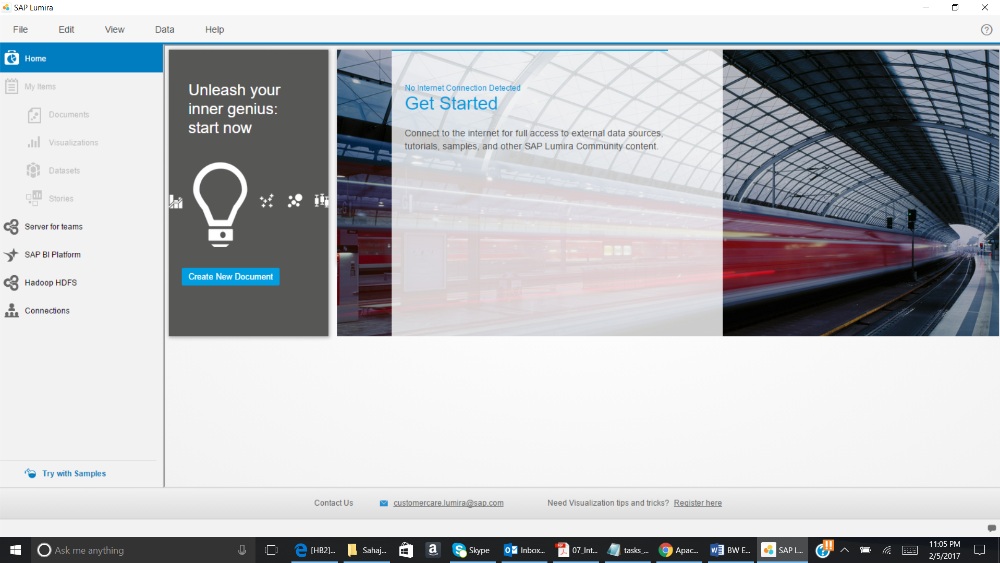 SAP Lumira
File Edit View Data Help
Home
My Items
Documents
Visualizations
Datasets
Stories
Server for teams
SAP BI Platform
Hadoop HDFS
Connections
Try with Samples
Unleash your
inner genius:
start now
Create New Document
No Internet Connection Detected
Get Started
Connect to the internet for full access to external data sources,
tutorials, samples, and other SAP Lumira Community content.
Contact Us customercare.lumira@sap.com Need Visualization tips and tricks? Register here
Ask me anything
[HB2]...
Sahaj...
Skype
Inbox...
07_Int...
tasks_...
Apac...
BW E...
SAP L...
11:05 PM
2/5/2017